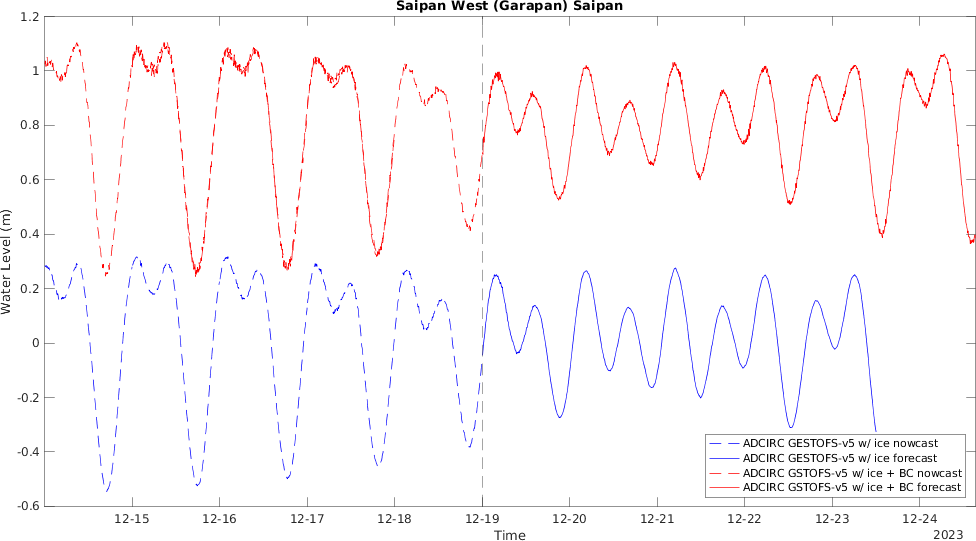 Saipan West (Garapan) Saipan
Water Level (m)
1.2
1
0.8
0.6
0.4
0.2
0
-0.2
-0.4
-0.6
ADCIRC GESTOFS-v5 w/ ice nowcast
ADCIRC GESTOFS-v5 w/ ice forecast
ADCIRC GSTOFS-v5 w/ ice + BC nowcast
ADCIRC GSTOFS-v5 w/ ice + BC forecast
12-15 12-16 12-17 12-18 12-19 12-20 12-21 12-22 12-23 12-24
Time
2023